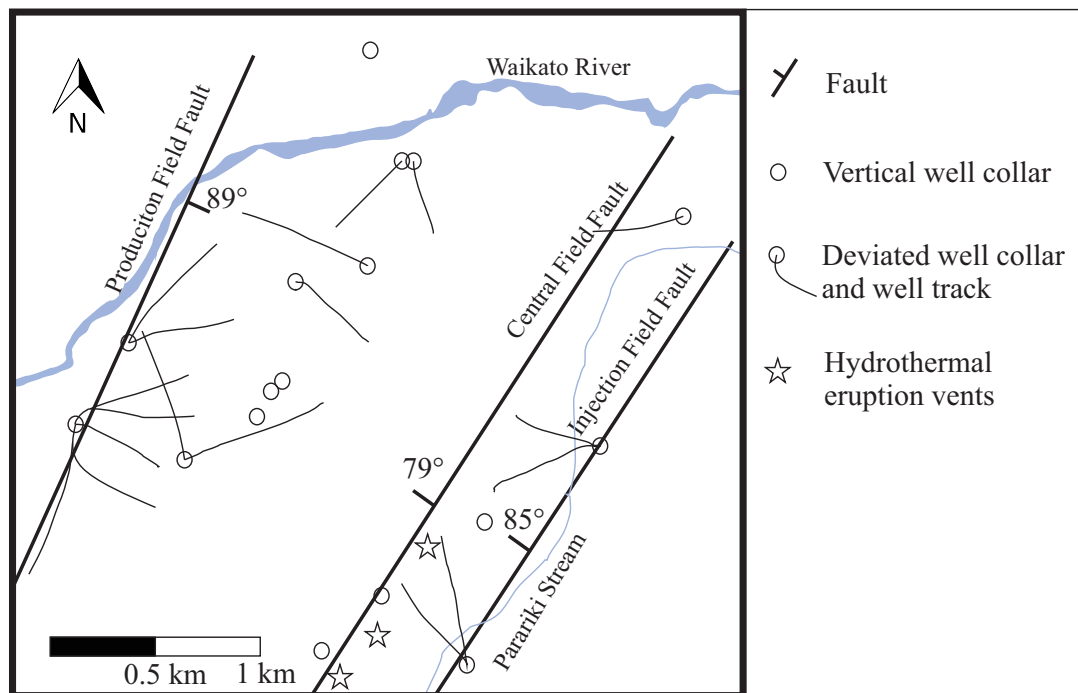 Waikato River
N
Produciton Field Fault
89°
Central Field Fault
Injection Field Fault
79°
85°
Parariki Stream
0.5 km
1 km
Fault
Vertical well collar
Deviated well collar
and well track
Hydrothermal
eruption vents